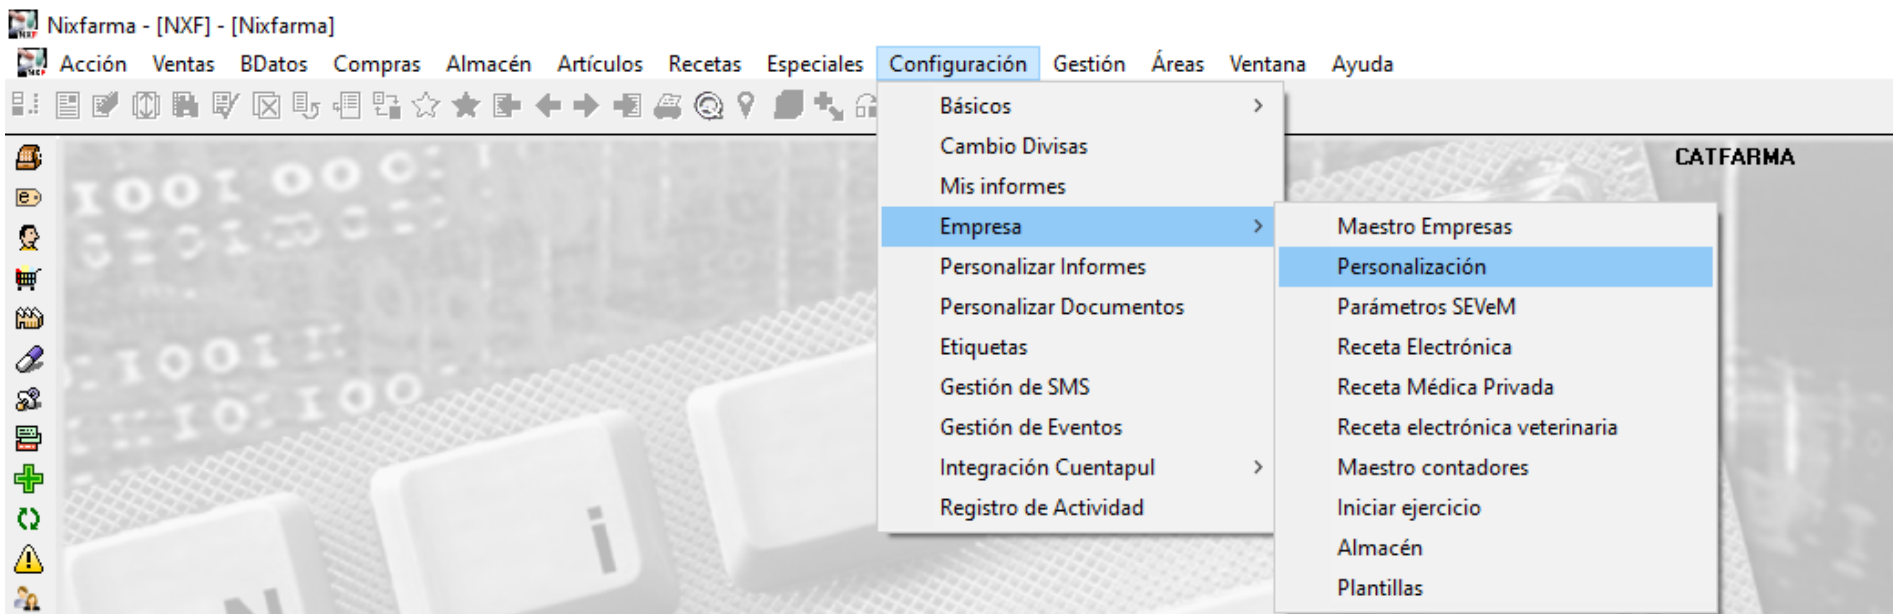 Nixfarma - [NXF] - [Nixfarma]
Acción Ventas BDatos Compras Almacén Artículos Recetas Especiales Configuración Gestión Áreas Ventana Ayuda
Básicos
Cambio Divisas
Mis informes
Empresa
Personalizar Informes
Personalizar Documentos
Etiquetas
Gestión de SMS
Gestión de Eventos
Integración Cuentapul
Registro de Actividad
CATFARMA
Maestro Empresas
Personalización
Parámetros SEVeM
Receta Electrónica
Receta Médica Privada
Receta electrónica veterinaria
Maestro contadores
Iniciar ejercicio
Almacén
Plantillas
N i